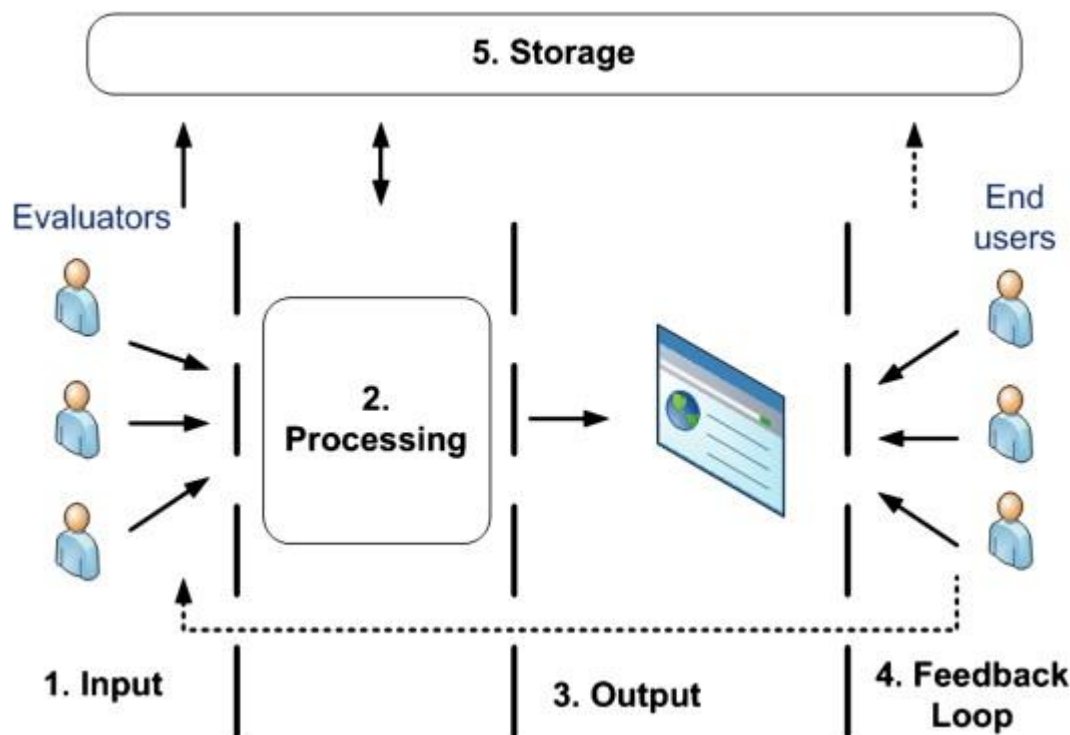 5. Storage
Evaluators
End
users
2.
Processing
1. Input
3. Output
4. Feedback
Loop